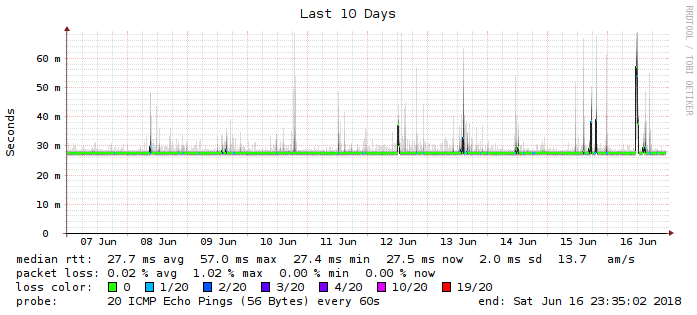 Last 10 Days
RRDTOOL / TOBI OETIKER
Seconds
60 m
50 m
40 m
30 m
20 m
10 m
0
07 Jun 08 Jun 09 Jun 10 Jun 11 Jun 12 Jun 13 Jun 14 Jun 15 Jun 16 Jun
median rtt: 27.7 ms avg 57.0 ms max 27.4 ms min 27.5 ms now 2.0 ms sd 13.7 am/s
packet loss: 0.02 % avg 1.02 % max 0.00 % min 0.00 % now
loss color: 0 1/20 2/20 3/20 4/20 10/20 19/20
probe: 20 ICMP Echo Pings (56 Bytes) every 60s end: Sat Jun 16 23:35:02 2018